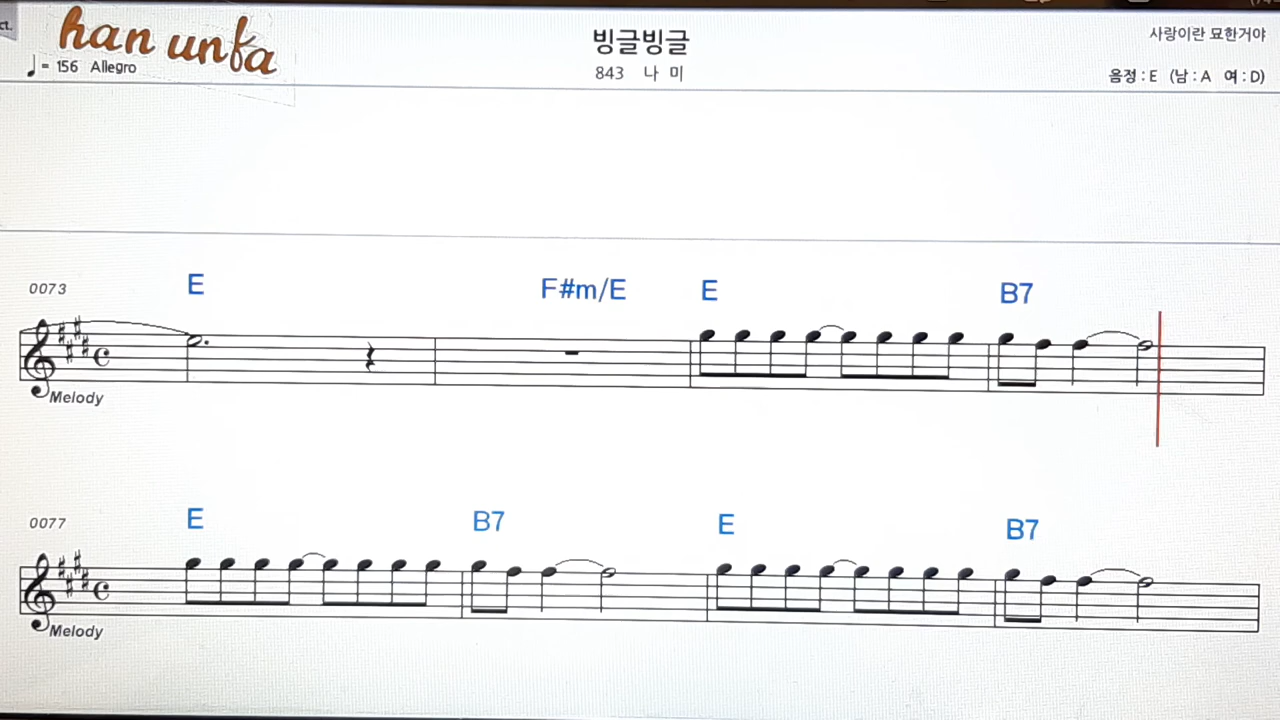 ct.
han unfa
♩= 156 Allegro
빙글빙글
843 나 미
사랑이란 묘한거야
음정 : E (남 : A 여 : D)
0073
E F#m/E E B7
Melody
0077
E B7 E B7
Melody